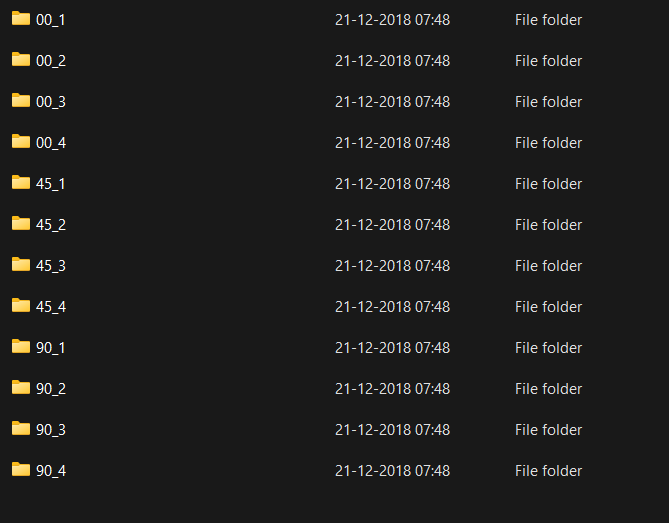 00_1 21-12-2018 07:48 File folder
00_2 21-12-2018 07:48 File folder
00_3 21-12-2018 07:48 File folder
00_4 21-12-2018 07:48 File folder
45_1 21-12-2018 07:48 File folder
45_2 21-12-2018 07:48 File folder
45_3 21-12-2018 07:48 File folder
45_4 21-12-2018 07:48 File folder
90_1 21-12-2018 07:48 File folder
90_2 21-12-2018 07:48 File folder
90_3 21-12-2018 07:48 File folder
90_4 21-12-2018 07:48 File folder